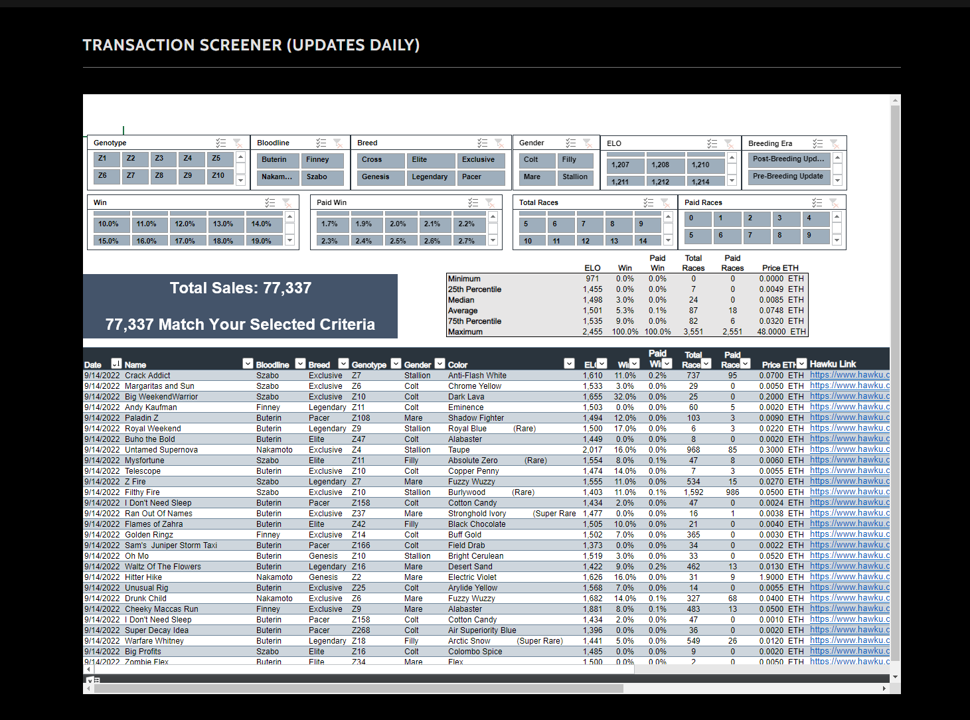 TRANSACTION SCREENER (UPDATES DAILY)
Genotype Bloodline Breed Gender ELO Breeding Era
Z1 Z2 Z3 Z4 Z5 Buterin Finney Cross Elite Exclusive Colt Filly 1,207 1,208 1,210 Post-Breeding Upd...
Z6 Z7 Z8 Z9 Z10 Nakam... Szabo Genesis Legendary Pacer Mare Stallion 1,211 1,212 1,214 Pre-Breeding Update
Win Paid Win Total Races Paid Races
10.0% 11.0% 12.0% 13.0% 14.0% 1.7% 1.9% 2.0% 2.1% 2.2% 5 6 7 8 9 0 1 2 3 4
15.0% 16.0% 17.0% 18.0% 19.0% 2.3% 2.4% 2.5% 2.6% 2.7% 10 11 12 13 14 5 6 7 8 9
Total Sales: 77,337
77,337 Match Your Selected Criteria
ELO Win Paid Win Total Races Paid Races Price ETH
Minimum 971 0.0% 0.0% 0 0 0.0000 ETH
25th Percentile 1,455 0.0% 0.0% 7 0 0.0049 ETH
Median 1,498 3.0% 0.0% 24 0 0.0085 ETH
Average 1,501 5.3% 0.1% 87 18 0.0748 ETH
75th Percentile 1,535 9.0% 0.0% 82 6 0.0320 ETH
Maximum 2,455 100.0% 100.0% 3,551 2,551 48.0000 ETH
Date Name Bloodline Breed Genotype Gender Color EL Wi Paid Wi Total Race Paid Race Price ETH Hawku Link
9/14/2022 Crack Addict Szabo Exclusive Z7 Stallion Anti-Flash White 1,610 11.0% 0.2% 737 95 0.0700 ETH https://www.hawku.c
9/14/2022 Margaritas and Sun Szabo Exclusive Z6 Colt Chrome Yellow 1,533 3.0% 0.0% 29 0 0.0050 ETH https://www.hawku.c
9/14/2022 Big WeekendWarrior Szabo Exclusive Z10 Colt Dark Lava 1,655 32.0% 0.0% 25 0 0.2000 ETH https://www.hawku.c
9/14/2022 Andy Kaufman Finney Legendary Z11 Colt Eminence 1,503 0.0% 0.0% 60 5 0.0020 ETH https://www.hawku.c
9/14/2022 Paladin Z Buterin Pacer Z108 Mare Shadow Fighter 1,494 12.0% 0.0% 103 3 0.0090 ETH https://www.hawku.c
9/14/2022 Royal Weekend Buterin Legendary Z9 Stallion Royal Blue (Rare) 1,500 17.0% 0.0% 6 3 0.0220 ETH https://www.hawku.c
9/14/2022 Buho the Bold Buterin Elite Z47 Colt Alabaster 1,449 0.0% 0.0% 8 0 0.0020 ETH https://www.hawku.c
9/14/2022 Untamed Supernova Nakamoto Exclusive Z4 Stallion Taupe 2,017 16.0% 0.0% 968 85 0.3000 ETH https://www.hawku.c
9/14/2022 Mysfortune Szabo Elite Z11 Filly Absolute Zero (Rare) 1,554 8.0% 0.1% 47 8 0.0060 ETH https://www.hawku.c
9/14/2022 Telescope Buterin Exclusive Z10 Colt Copper Penny 1,474 14.0% 0.0% 7 3 0.0055 ETH https://www.hawku.c
9/14/2022 Z Fire Szabo Legendary Z7 Mare Fuzzy Wuzzy 1,555 11.0% 0.0% 534 15 0.0270 ETH https://www.hawku.c
9/14/2022 Filthy Fire Szabo Exclusive Z10 Stallion Burlywood (Rare) 1,403 11.0% 0.1% 1,592 986 0.0500 ETH https://www.hawku.c
9/14/2022 I Don't Need Sleep Buterin Pacer Z158 Colt Cotton Candy 1,434 2.0% 0.0% 47 0 0.0024 ETH https://www.hawku.c
9/14/2022 Ran Out Of Names Buterin Exclusive Z37 Mare Stronghold Ivory (Super Rare 1,477 0.0% 0.0% 16 1 0.0038 ETH https://www.hawku.c
9/14/2022 Flames of Zahra Buterin Elite Z42 Filly Black Chocolate 1,505 10.0% 0.0% 21 0 0.0040 ETH https://www.hawku.c
9/14/2022 Golden Ringz Finney Exclusive Z14 Colt Buff Gold 1,502 7.0% 0.0% 365 0 0.0030 ETH https://www.hawku.c
9/14/2022 Sam's Juniper Storm Taxi Buterin Pacer Z166 Colt Field Drab 1,373 0.0% 0.0% 34 0 0.0022 ETH https://www.hawku.c
9/14/2022 Oh Mo Buterin Genesis Z10 Stallion Bright Cerulean 1,519 3.0% 0.0% 33 0 0.0520 ETH https://www.hawku.c
9/14/2022 Waltz Of The Flowers Buterin Legendary Z16 Mare Desert Sand 1,422 9.0% 0.2% 462 13 0.0130 ETH https://www.hawku.c
9/14/2022 Hitter Hike Nakamoto Genesis Z2 Mare Electric Violet 1,626 16.0% 0.0% 31 9 1.9000 ETH https://www.hawku.c
9/14/2022 Unusual Rig Buterin Exclusive Z25 Colt Arylide Yellow 1,568 7.0% 0.0% 14 0 0.0055 ETH https://www.hawku.c
9/14/2022 Drunk Child Nakamoto Exclusive Z6 Mare Fuzzy Wuzzy 1,682 14.0% 0.1% 327 68 0.0400 ETH https://www.hawku.c
9/14/2022 Cheeky Maccas Run Finney Exclusive Z9 Mare Alabaster 1,881 8.0% 0.1% 483 13 0.0500 ETH https://www.hawku.c
9/14/2022 I Don't Need Sleep Buterin Pacer Z158 Colt Cotton Candy 1,434 2.0% 0.0% 47 0 0.0010 ETH https://www.hawku.c
9/14/2022 Super Decay Idea Buterin Pacer Z268 Colt Air Superiority Blue 1,396 0.0% 0.0% 36 0 0.0020 ETH https://www.hawku.c
9/14/2022 Warfare Whitney Buterin Legendary Z18 Filly Arctic Snow (Super Rare) 1,441 5.0% 0.0% 549 26 0.0120 ETH https://www.hawku.c
9/14/2022 Big Profits Szabo Elite Z16 Colt Colombo Spice 1,485 0.0% 0.0% 9 0 0.0020 ETH https://www.hawku.c
9/14/2022 Zombie Flex Buterin Elite Z34 Mare Flex 1,500 0.0% 0.0% 2 0 0.0050 ETH https://www.hawku.c